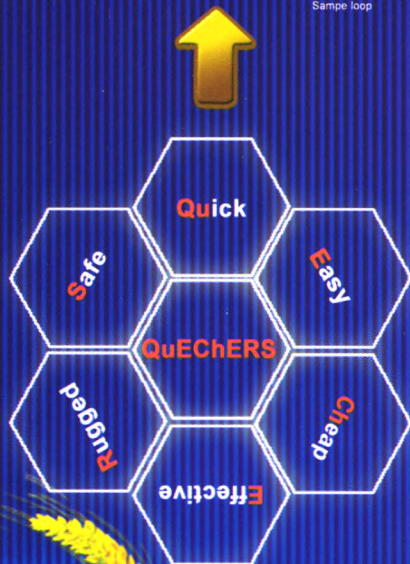 Sampe loop
Quick
Easy
Cheap
Effective
Rugged
Safe
QuEChERS